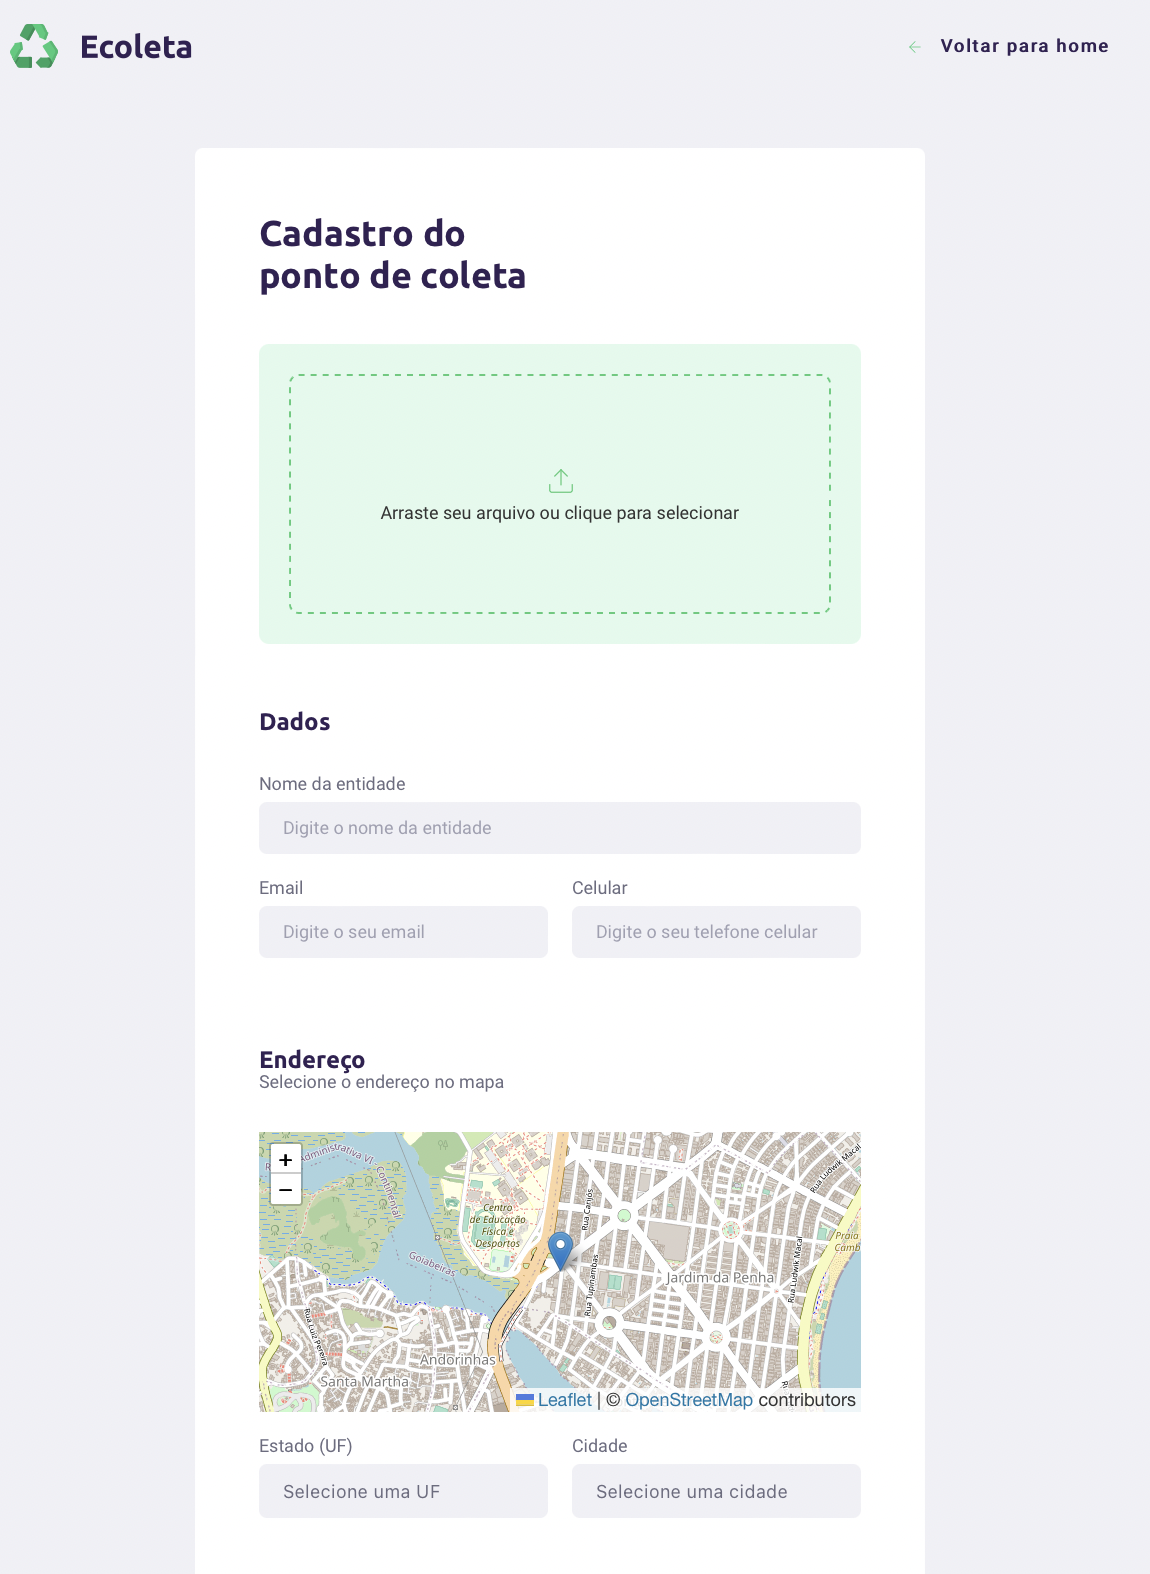 Ecoleta
Voltar para home
Cadastro do
ponto de coleta
Arraste seu arquivo ou clique para selecionar
Dados
Nome da entidade
Digite o nome da entidade
Email
Celular
Digite o seu email
Digite o seu telefone celular
Endereço
Selecione o endereço no mapa
+
−
Administrativa VI - Continental
Goiabeiras
Centro
de Educação
Física e
Desportos
Rua Carijós
Rua Tupinambás
Rua Ludwik Macal
Rua Ludwik Macal
Praia
Camb
Jardim da Penha
Rua Luiz Pereira
Andorinhas
Santa Martha
Leaflet | © OpenStreetMap contributors
Estado (UF)
Cidade
Selecione uma UF
Selecione uma cidade